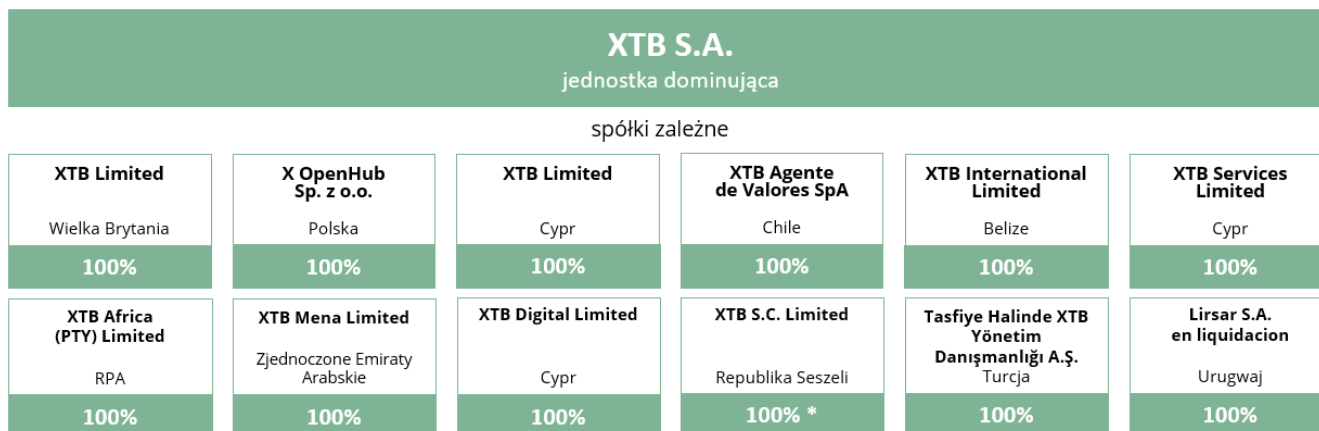 XTB S.A.
jednostka dominująca
spółki zależne
XTB Limited
Wielka Brytania
100%
X OpenHub
Sp. z o.o.
Polska
100%
XTB Limited
Cypr
100%
XTB Agente
de Valores SpA
Chile
100%
XTB International
Limited
Belize
100%
XTB Services
Limited
Cypr
100%
XTB Africa
(PTY) Limited
RPA
100%
XTB Mena Limited
Zjednoczone Emiraty
Arabskie
100%
XTB Digital Limited
Cypr
100%
XTB S.C. Limited
Republika Seszeli
100% *
Tasfiye Halinde XTB
Yönetim
Danışmanlığı A.Ş.
Turcja
100%
Lirsar S.A.
en liquidacion
Urugwaj
100%